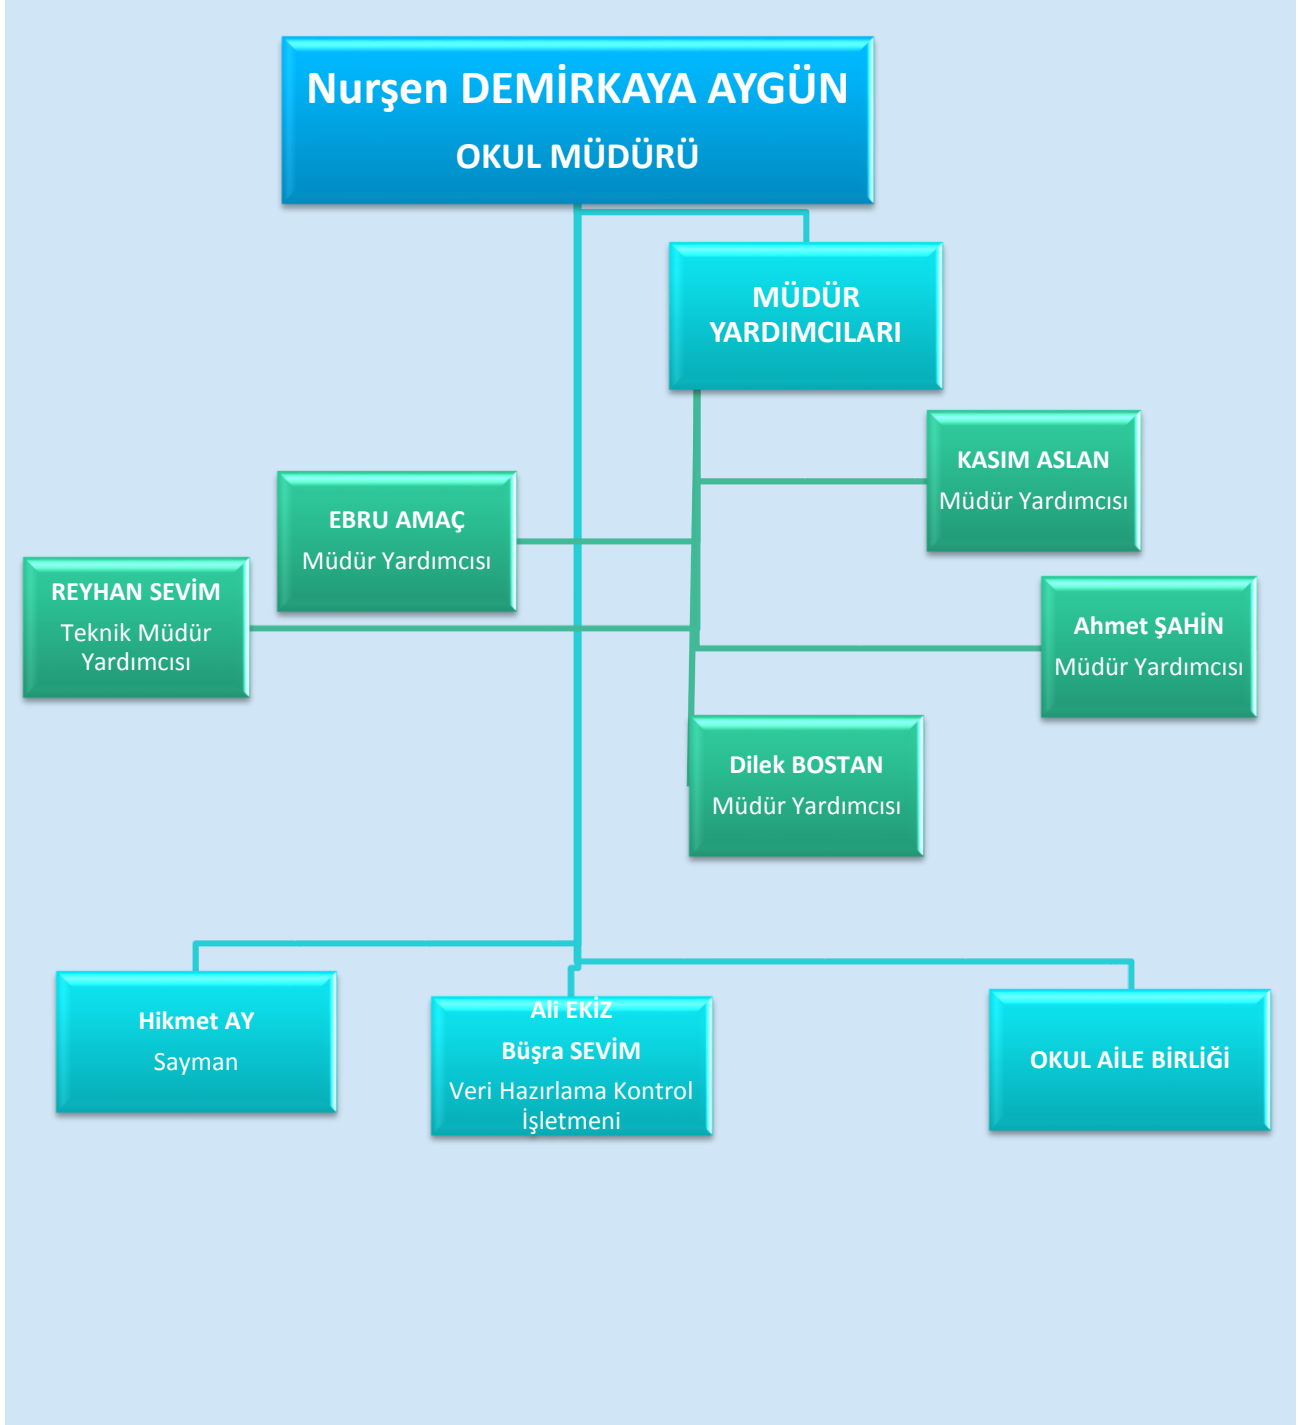 Nurşen DEMİRKAYA AYGÜN
OKUL MÜDÜRÜ
MÜDÜR
YARDIMCILARI
KASIM ASLAN
Müdür Yardımcısı
EBRU AMAÇ
Müdür Yardımcısı
REYHAN SEVİM
Teknik Müdür
Yardımcısı
Ahmet ŞAHİN
Müdür Yardımcısı
Dilek BOSTAN
Müdür Yardımcısı
Hikmet AY
Sayman
Ali EKİZ
Büşra SEVİM
Veri Hazırlama Kontrol
İşletmeni
OKUL AİLE BİRLİĞİ